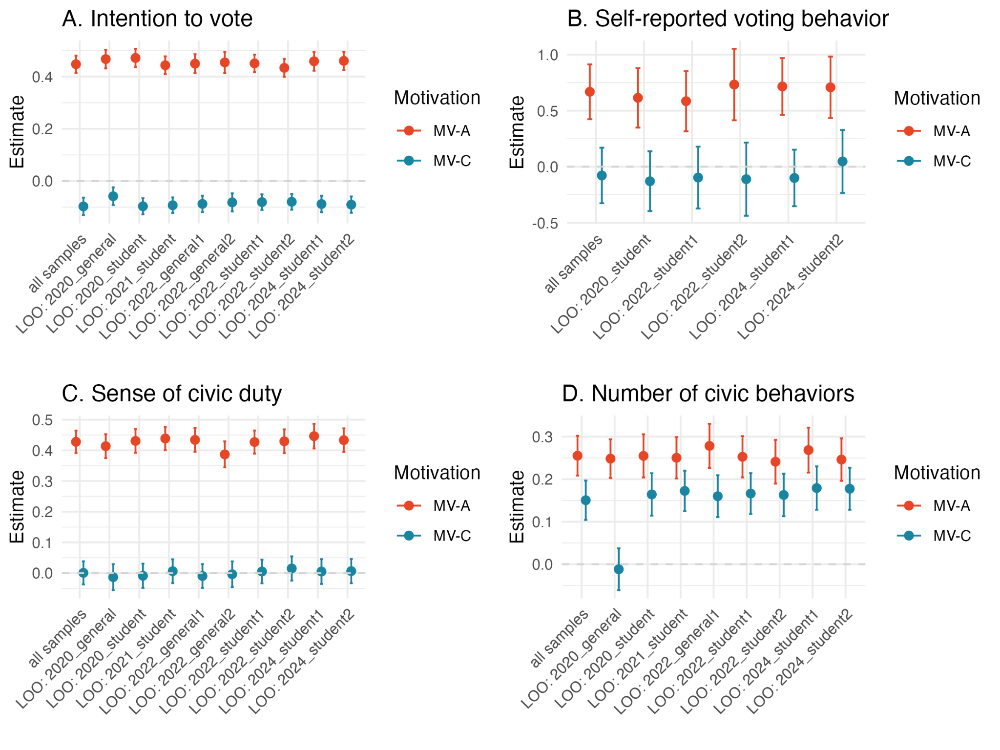 A. Intention to vote
Estimate
0.4
0.2
0.0
all samples
LOO: 2020_general
LOO: 2020_student
LOO: 2021_student
LOO: 2022_general1
LOO: 2022_general2
LOO: 2022_student1
LOO: 2022_student2
LOO: 2024_student1
LOO: 2024_student2
Motivation
MV-A
MV-C
B. Self-reported voting behavior
Estimate
1.0
0.5
0.0
-0.5
all samples
LOO: 2020_student
LOO: 2022_student1
LOO: 2022_student2
LOO: 2024_student1
LOO: 2024_student2
Motivation
MV-A
MV-C
C. Sense of civic duty
Estimate
0.5
0.4
0.3
0.2
0.1
0.0
all samples
LOO: 2020_general
LOO: 2020_student
LOO: 2021_student
LOO: 2022_general1
LOO: 2022_general2
LOO: 2022_student1
LOO: 2022_student2
LOO: 2024_student1
LOO: 2024_student2
Motivation
MV-A
MV-C
D. Number of civic behaviors
Estimate
0.3
0.2
0.1
0.0
all samples
LOO: 2020_general
LOO: 2020_student
LOO: 2021_student
LOO: 2022_general1
LOO: 2022_student1
LOO: 2022_student2
LOO: 2024_student1
LOO: 2024_student2
Motivation
MV-A
MV-C